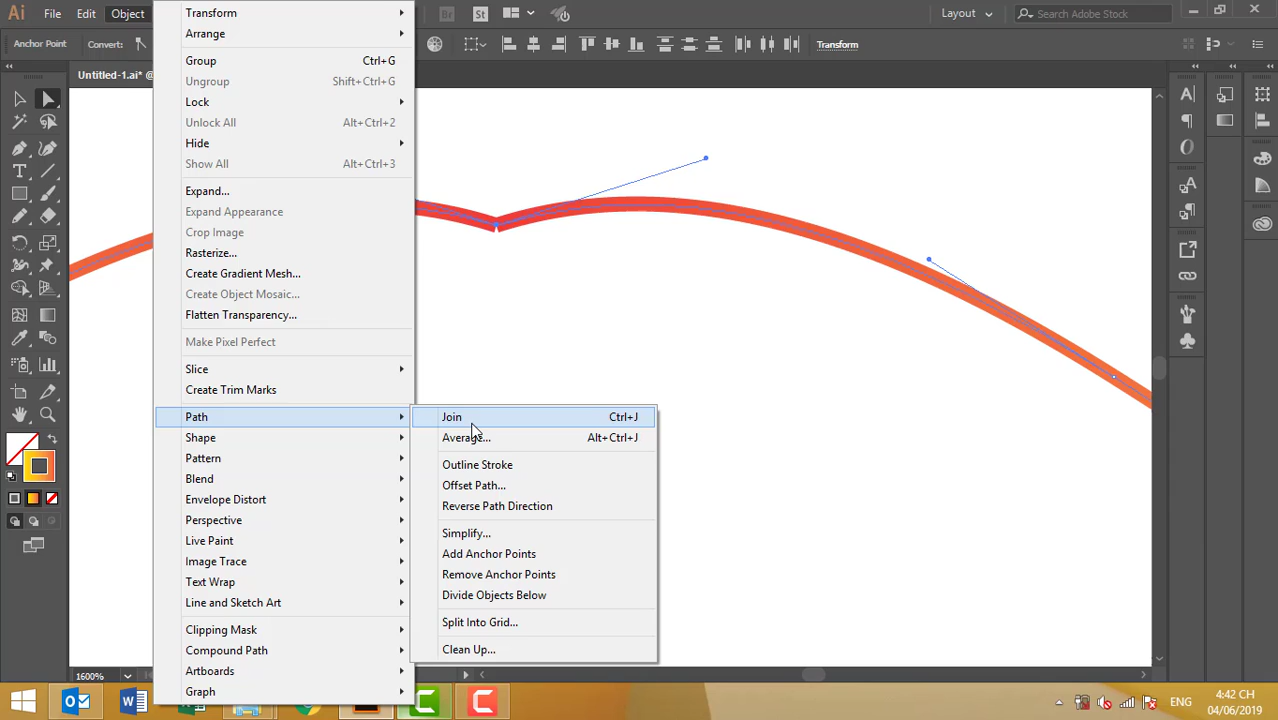 Ai File Edit Object Br St Layout Search Adobe Stock
Anchor Point Convert: Transform
Untitled-1.ai* @
Transform
Arrange
Group Ctrl+G
Ungroup Shift+Ctrl+G
Lock
Unlock All Alt+Ctrl+2
Hide
Show All Alt+Ctrl+3
Expand...
Expand Appearance
Crop Image
Rasterize...
Create Gradient Mesh...
Create Object Mosaic...
Flatten Transparency...
Make Pixel Perfect
Slice
Create Trim Marks
Path
Shape
Pattern
Blend
Envelope Distort
Perspective
Live Paint
Image Trace
Text Wrap
Line and Sketch Art
Clipping Mask
Compound Path
Artboards
Graph
Join Ctrl+J
Average... Alt+Ctrl+J
Outline Stroke
Offset Path...
Reverse Path Direction
Simplify...
Add Anchor Points
Remove Anchor Points
Divide Objects Below
Split Into Grid...
Clean Up...
1600%
ENG
4:42 CH
04/06/2019